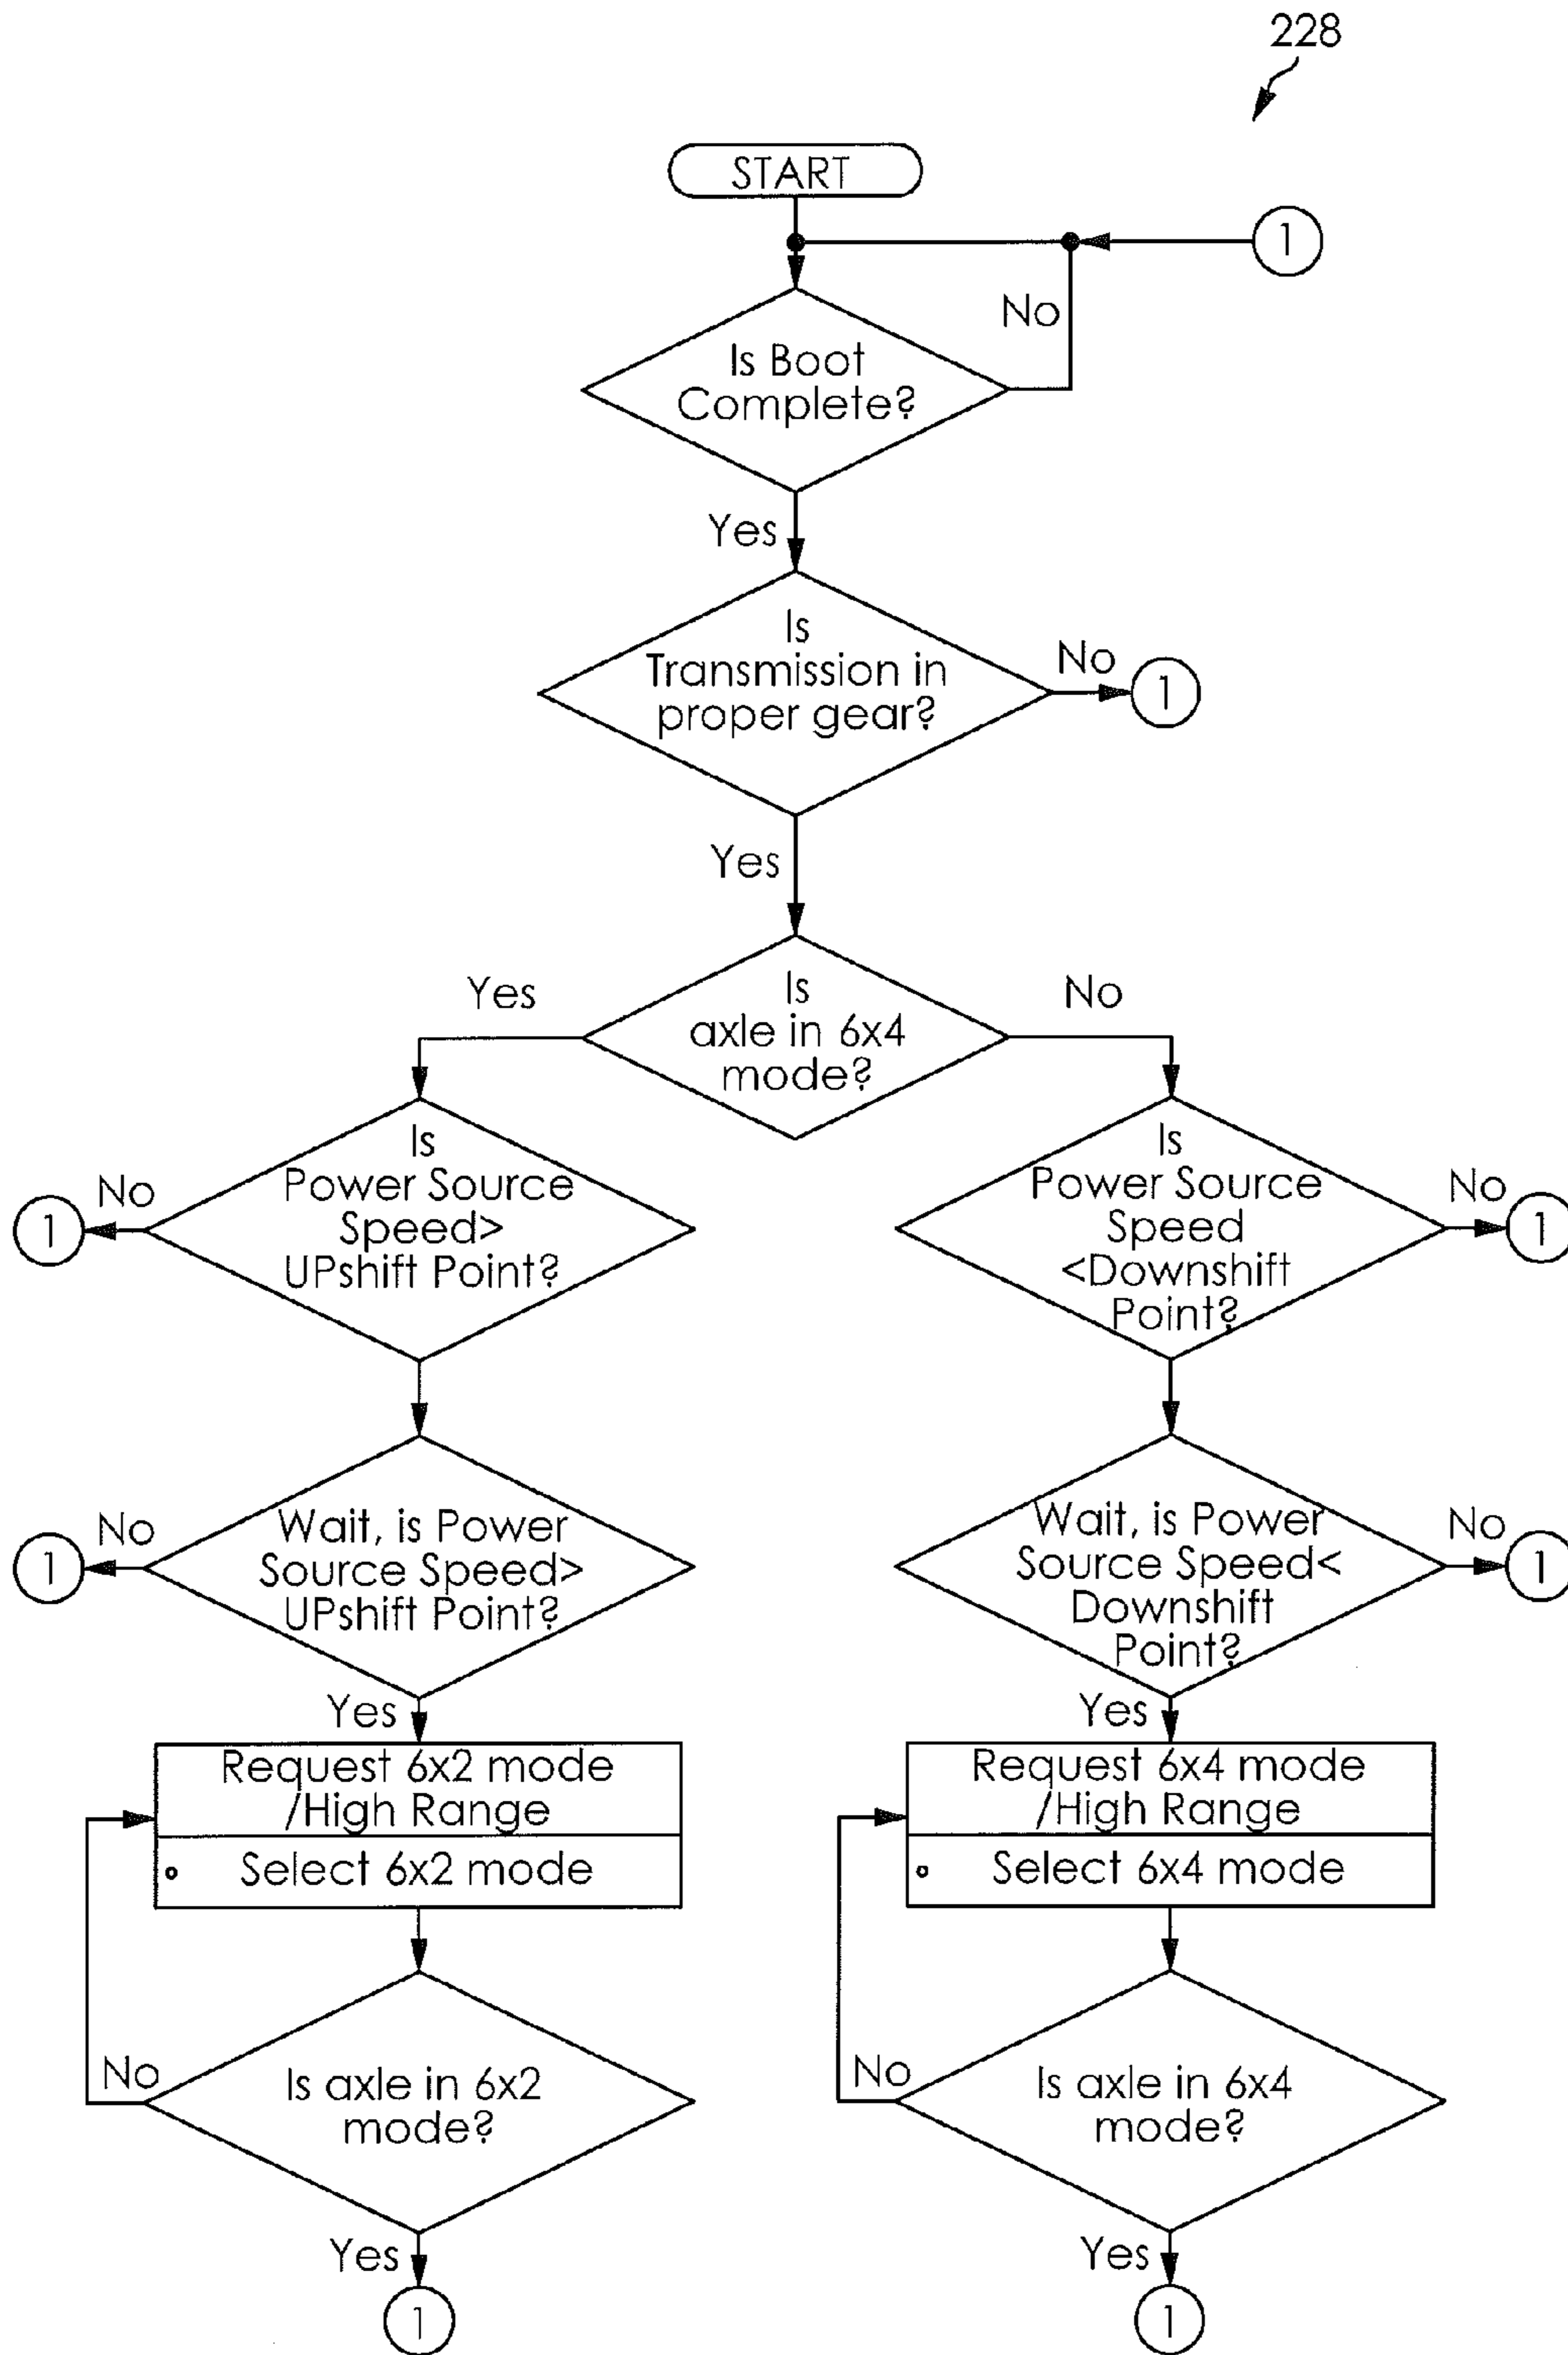 228
START
1
No
Is Boot
Complete?
Yes
Is
Transmission in
proper gear?
No
1
Yes
Yes
Is
axle in 6x4
mode?
No
Is
Power Source
Speed>
UPshift Point?
No
1
Is
Power Source
Speed
<Downshift
Point?
No
1
Wait, is Power
Source Speed>
UPshift Point?
No
1
Wait, is Power
Source Speed<
Downshift
Point?
No
1
Yes
Request 6x2 mode
/High Range
Select 6x2 mode
Yes
Request 6x4 mode
/High Range
Select 6x4 mode
No
Is axle in 6x2
mode?
No
Is axle in 6x4
mode?
Yes
1
Yes
1